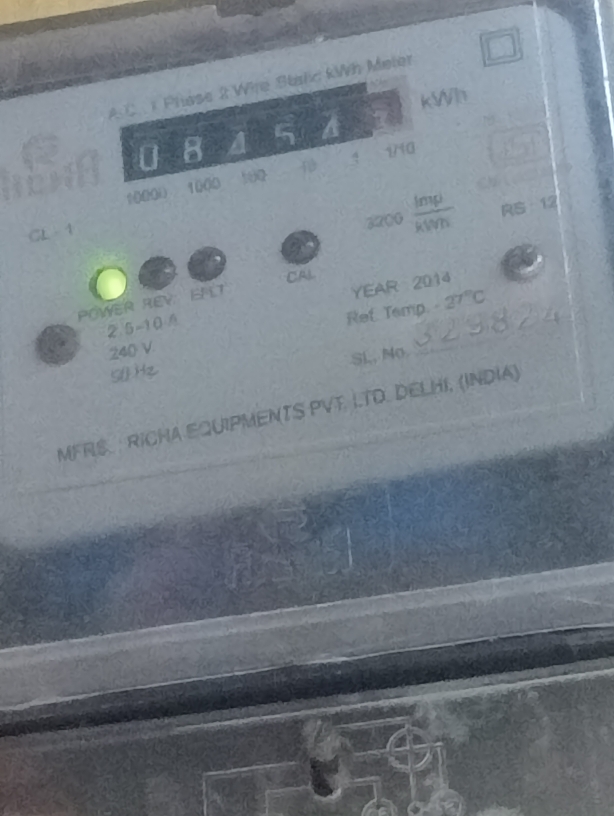 A.C. 1 Phase 2 Wire Static kWh Meter
0 8 4 5 4
kWh
10000 1000 100 10 1 1/10
CL - 1
3200 Imp/kWh
RS - 12
POWER REV. EFLT
CAL
2.5-10 A
240 V
50 Hz
YEAR : 2014
Ref. Temp. - 27°C
SL. No. 329824
MFRS. : RICHA EQUIPMENTS PVT. LTD. DELHI, (INDIA)